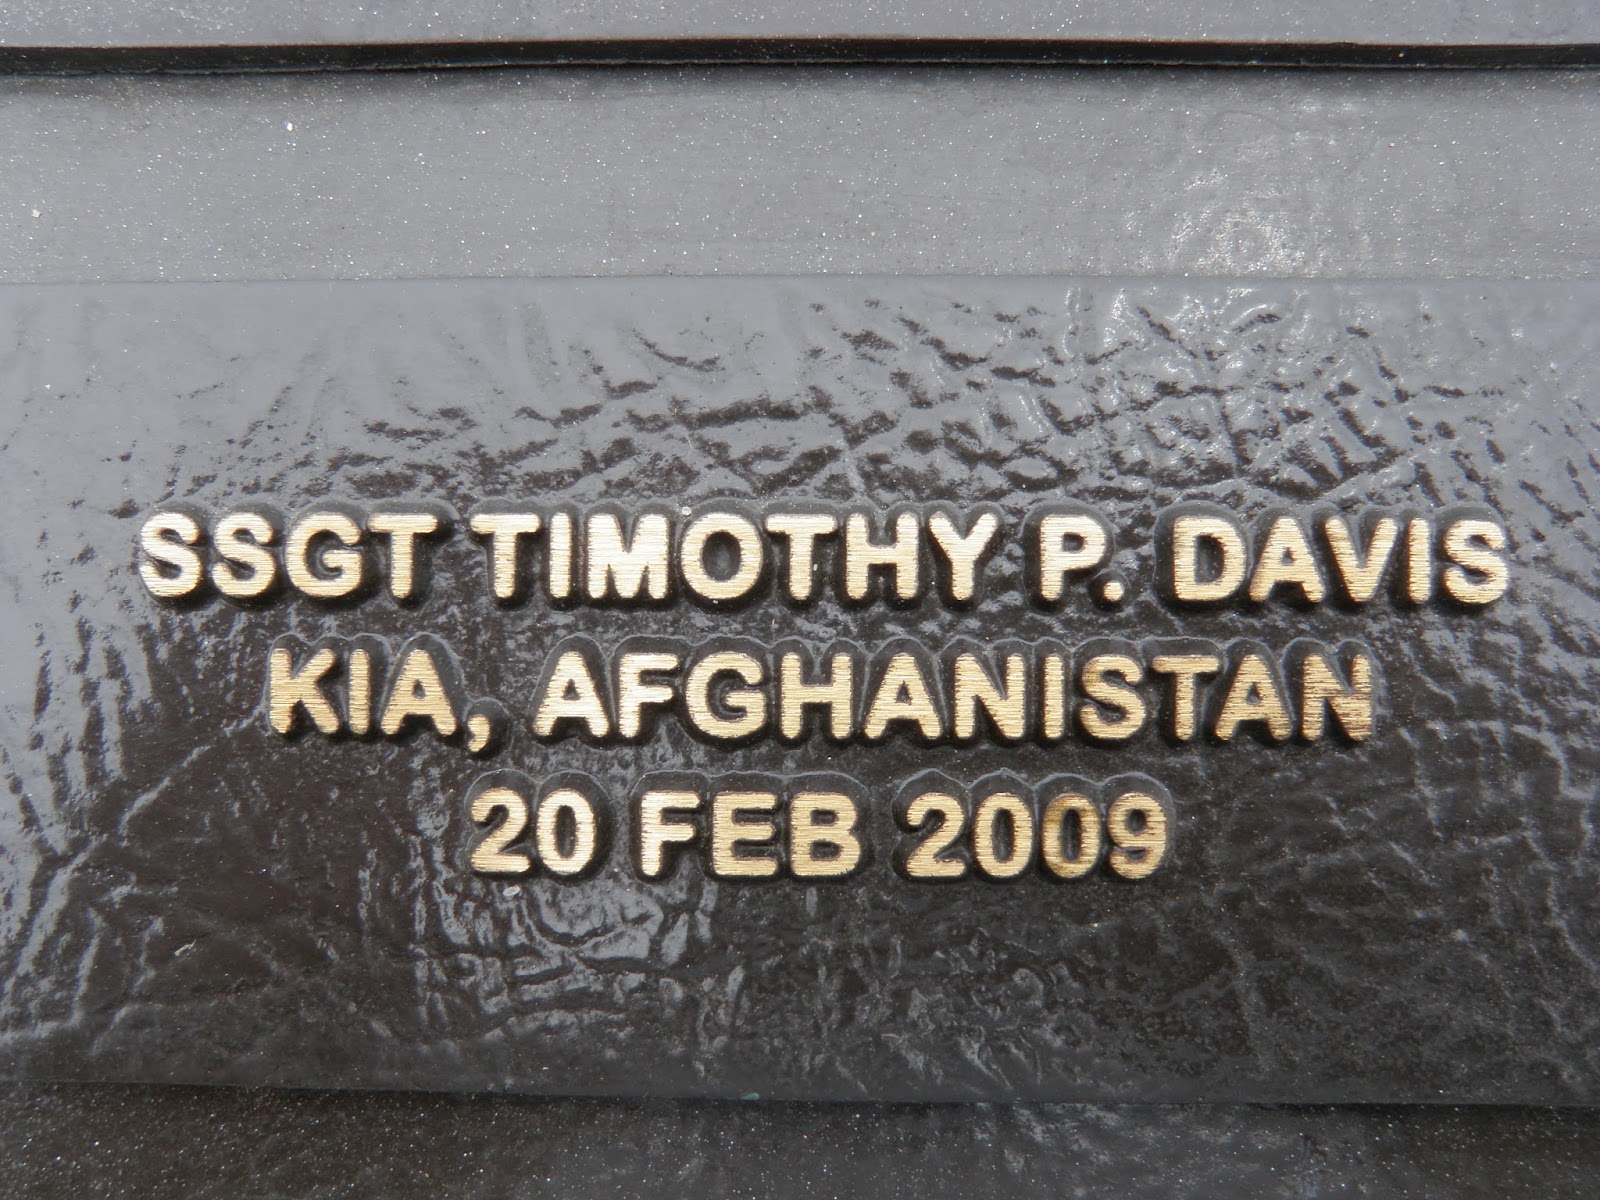 SSGT TIMOTHY P. DAVIS
KIA, AFGHANISTAN
20 FEB 2009